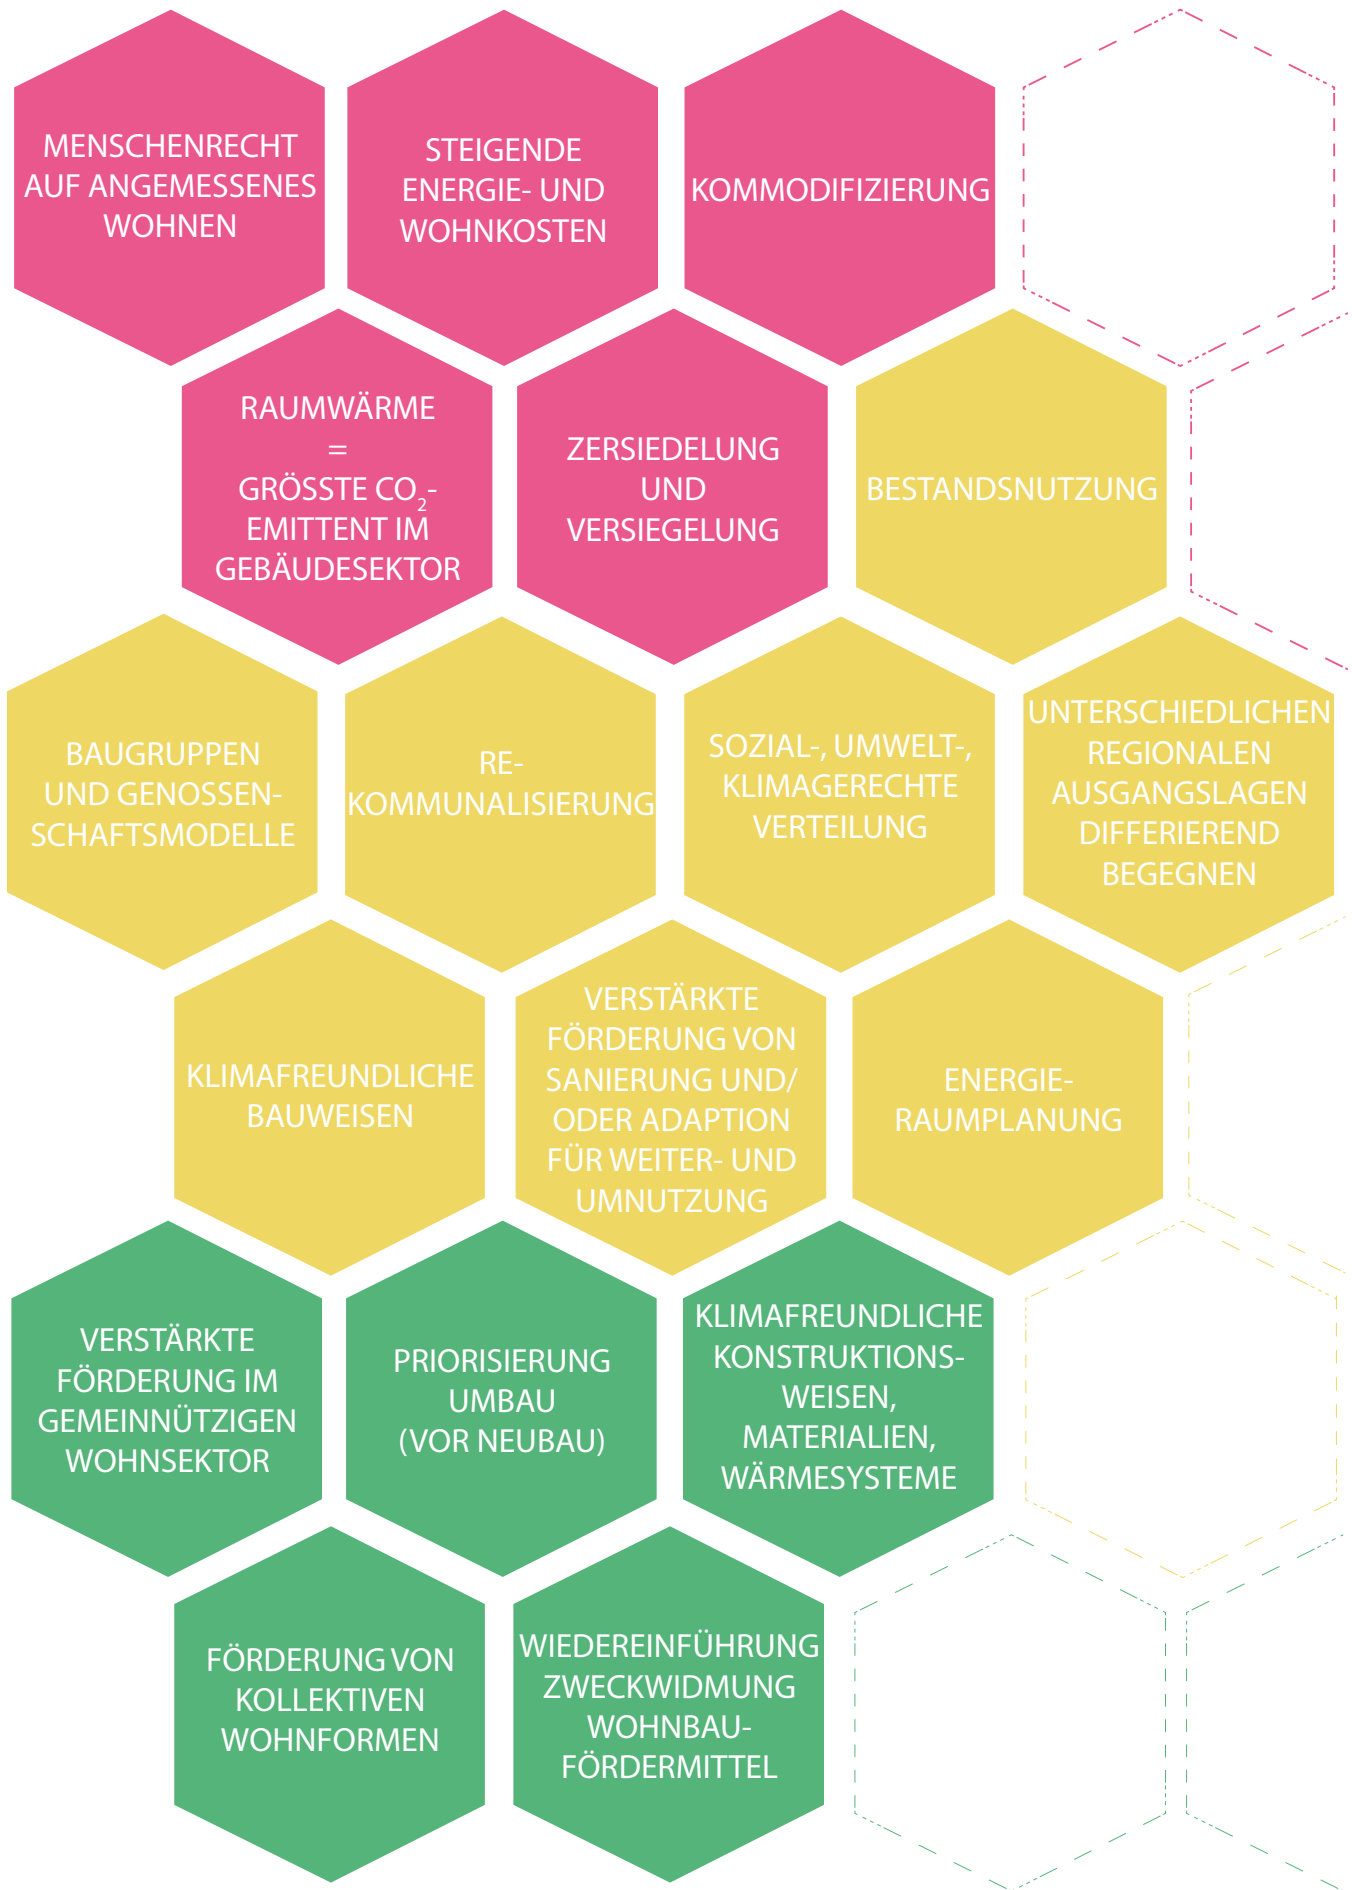 MENSCHENRECHT
AUF ANGEMESSENES
WOHNEN
STEIGENDE
ENERGIE- UND
WOHNKOSTEN
KOMMODIFIZIERUNG
RAUMWÄRME
=
GRÖSSTE CO₂-
EMITTENT IM
GEBÄUDESEKTOR
ZERSIEDELUNG
UND
VERSIEGELUNG
BESTANDSNUTZUNG
BAUGRUPPEN
UND GENOSSEN-
SCHAFTSMODELLE
RE-
KOMMUNALISIERUNG
SOZIAL-, UMWELT-,
KLIMAGERECHTE
VERTEILUNG
UNTERSCHIEDLICHEN
REGIONALEN
AUSGANGSLAGEN
DIFFERIEREND
BEGEGNEN
KLIMAFREUNDLICHE
BAUWEISEN
VERSTÄRKTE
FÖRDERUNG VON
SANIERUNG UND/
ODER ADAPTION
FÜR WEITER- UND
UMNUTZUNG
ENERGIE-
RAUMPLANUNG
VERSTÄRKTE
FÖRDERUNG IM
GEMEINNÜTZIGEN
WOHNSEKTOR
PRIORISIERUNG
UMBAU
(VOR NEUBAU)
KLIMAFREUNDLICHE
KONSTRUKTIONS-
WEISEN,
MATERIALIEN,
WÄRMESYSTEME
FÖRDERUNG VON
KOLLEKTIVEN
WOHNFORMEN
WIEDEREINFÜHRUNG
ZWECKWIDMUNG
WOHNBAU-
FÖRDERMITTEL